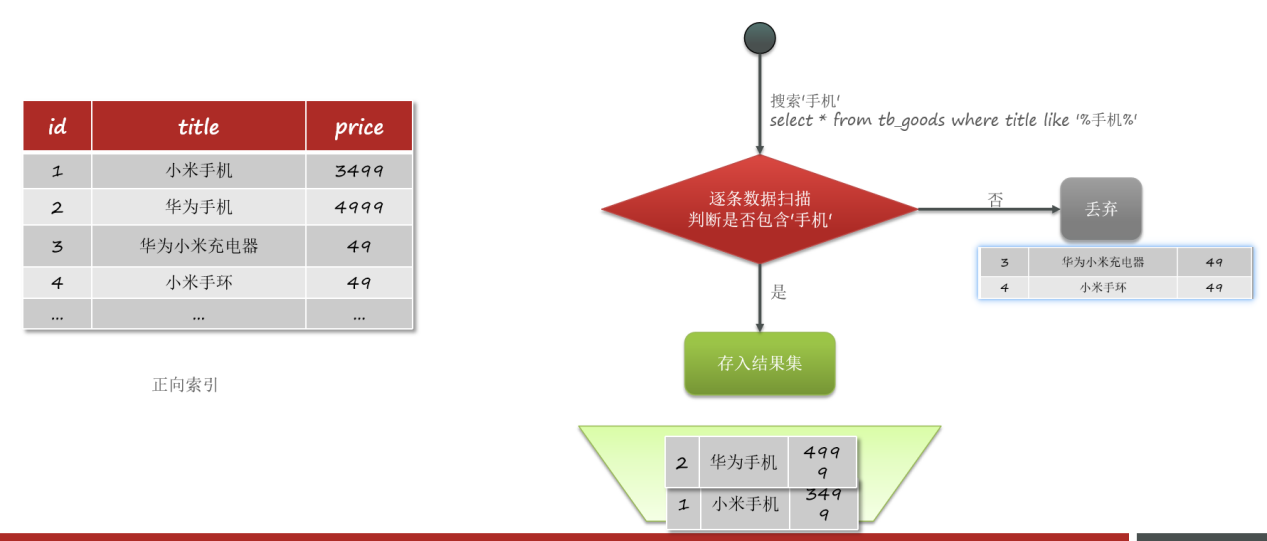 id title price
1 小米手机 3499
2 华为手机 4999
3 华为小米充电器 49
4 小米手环 49
... ... ...
正向索引
搜索'手机'
select * from tb_goods where title like '%手机%'
逐条数据扫描
判断是否包含'手机'
否
丢弃
3 华为小米充电器 49
4 小米手环 49
是
存入结果集
2 华为手机 499
9
1 小米手机 349
9